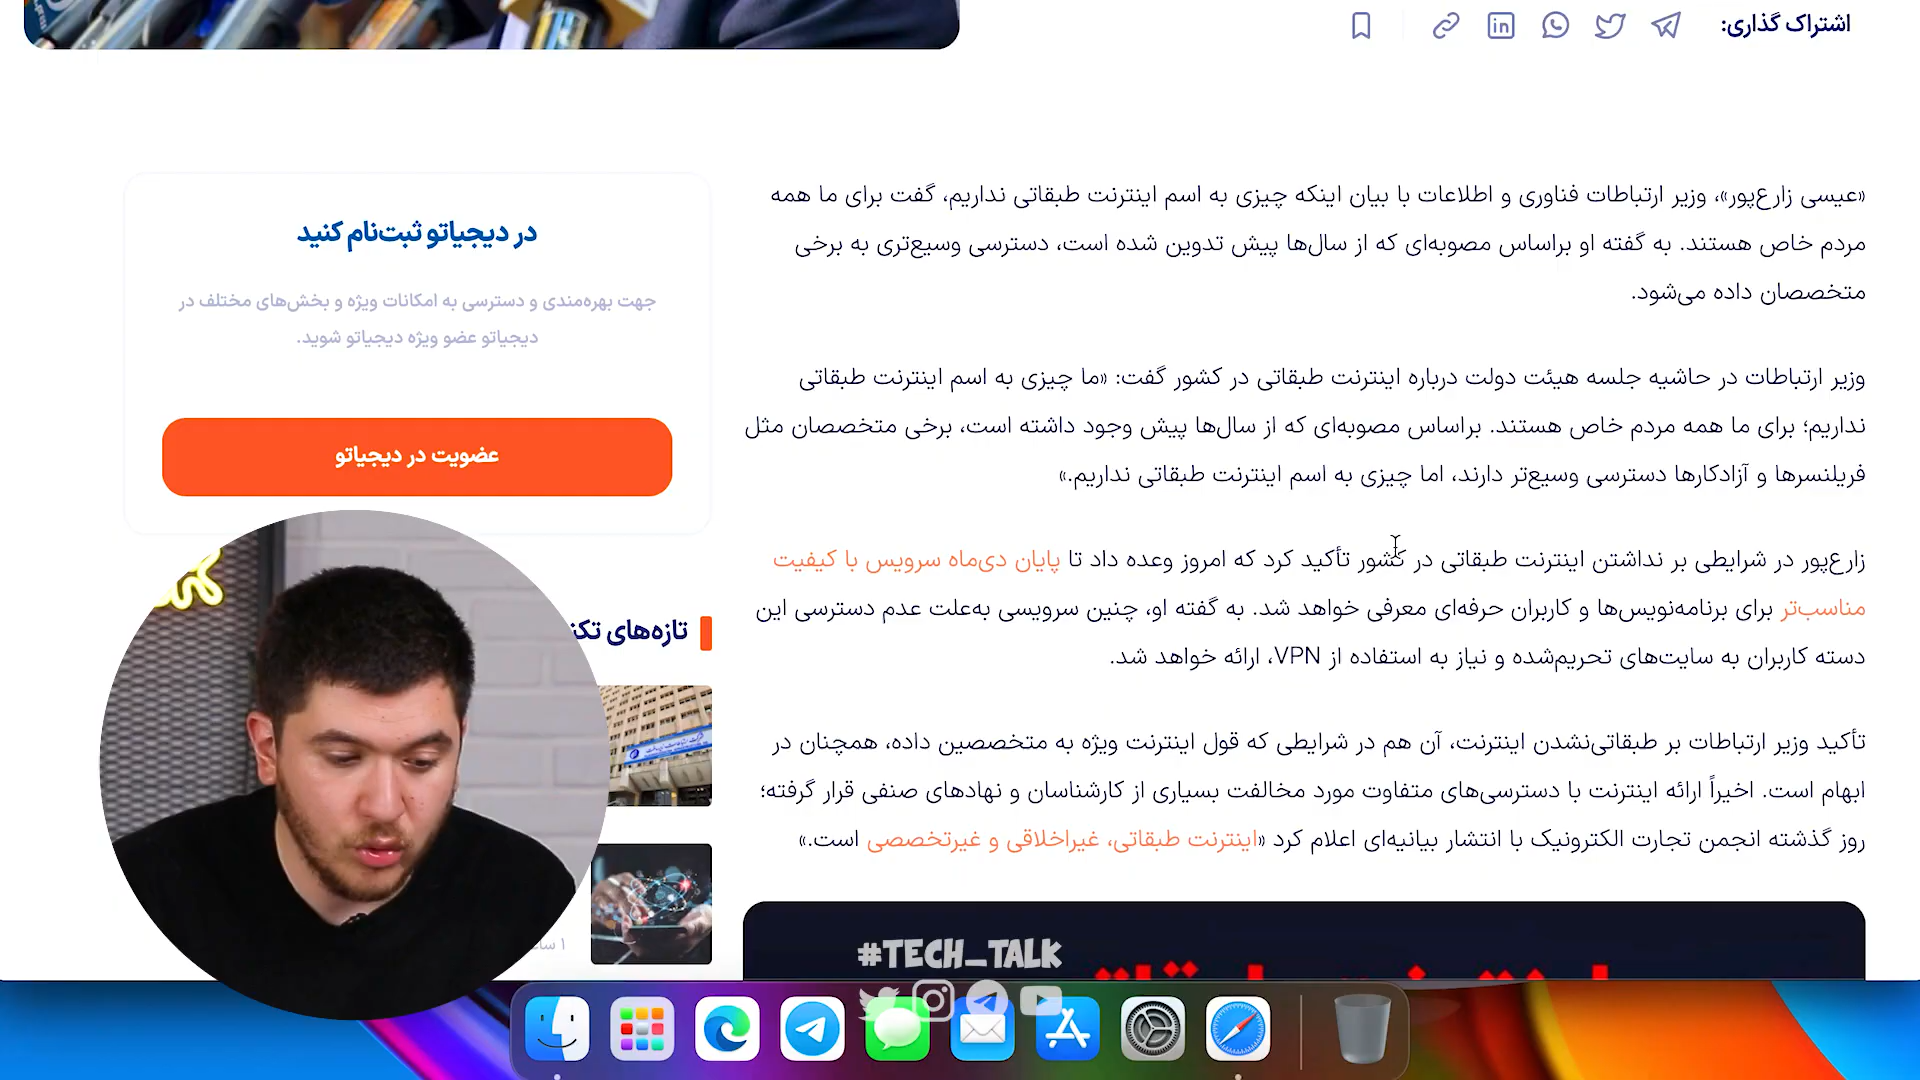 اشتراک گذاری:
«عیسی زارع‌پور»، وزیر ارتباطات فناوری و اطلاعات با بیان اینکه چیزی به اسم اینترنت طبقاتی نداریم، گفت برای ما همه
مردم خاص هستند. به گفته او براساس مصوبه‌ای که از سال‌ها پیش تدوین شده است، دسترسی وسیع‌تری به برخی
متخصصان داده می‌شود.
وزیر ارتباطات در حاشیه جلسه هیئت دولت درباره اینترنت طبقاتی در کشور گفت: «ما چیزی به اسم اینترنت طبقاتی
نداریم؛ برای ما همه مردم خاص هستند. براساس مصوبه‌ای که از سال‌ها پیش وجود داشته است، برخی متخصصان مثل
فریلنسرها و آزادکارها دسترسی وسیع‌تر دارند، اما چیزی به اسم اینترنت طبقاتی نداریم.»
زارع‌پور در شرایطی بر نداشتن اینترنت طبقاتی در کشور تأکید کرد که امروز وعده داد تا پایان دی‌ماه سرویس با کیفیت
مناسب‌تر برای برنامه‌نویس‌ها و کاربران حرفه‌ای معرفی خواهد شد. به گفته او، چنین سرویسی به‌علت عدم دسترسی این
دسته کاربران به سایت‌های تحریم‌شده و نیاز به استفاده از VPN، ارائه خواهد شد.
تأکید وزیر ارتباطات بر طبقاتی‌نشدن اینترنت، آن هم در شرایطی که قول اینترنت ویژه به متخصصین داده، همچنان در
ابهام است. اخیراً ارائه اینترنت با دسترسی‌های متفاوت مورد مخالفت بسیاری از کارشناسان و نهادهای صنفی قرار گرفته؛
روز گذشته انجمن تجارت الکترونیک با انتشار بیانیه‌ای اعلام کرد «اینترنت طبقاتی، غیراخلاقی و غیرتخصصی است.»
در دیجیاتو ثبت‌نام کنید
جهت بهره‌مندی و دسترسی به امکانات ویژه و بخش‌های مختلف در
دیجیاتو عضو ویژه دیجیاتو شوید.
عضویت در دیجیاتو
تازه‌های
۱
#TECH_TALK